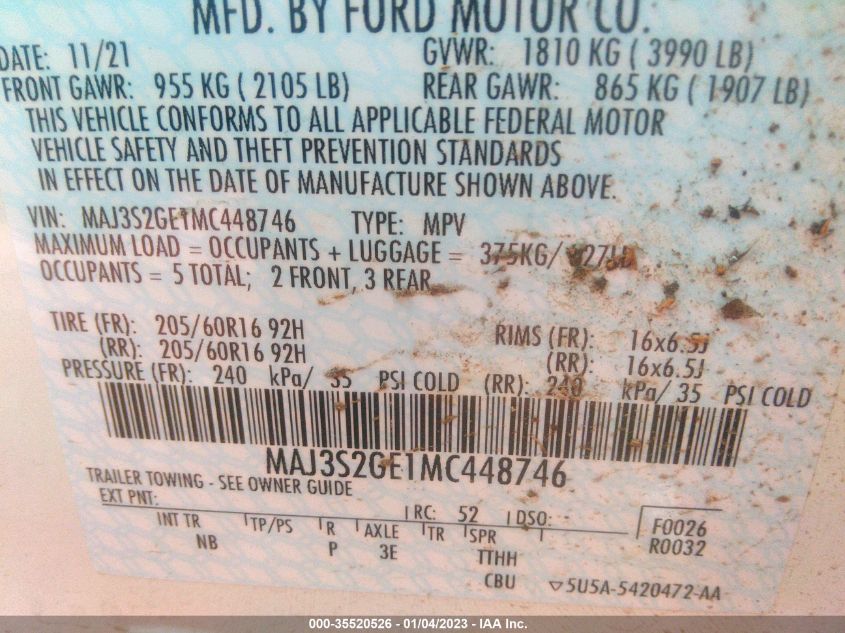 MFD. BY FORD MOTOR CO.
DATE: 11/21 GVWR: 1810 KG ( 3990 LB)
FRONT GAWR: 955 KG ( 2105 LB) REAR GAWR: 865 KG ( 1907 LB)
THIS VEHICLE CONFORMS TO ALL APPLICABLE FEDERAL MOTOR
VEHICLE SAFETY AND THEFT PREVENTION STANDARDS
IN EFFECT ON THE DATE OF MANUFACTURE SHOWN ABOVE.
VIN: MAJ3S2GE1MC448746 TYPE: MPV
MAXIMUM LOAD = OCCUPANTS + LUGGAGE = 375KG/
OCCUPANTS = 5 TOTAL; 2 FRONT, 3 REAR
TIRE (FR): 205/60R16 92H RIMS (FR): 16x6.5J
(RR): 205/60R16 92H (RR): 16x6.5J
PRESSURE (FR): 240 kPa/ 35 PSI COLD (RR): 240 kPa/ 35 PSI COLD
MAJ3S2GE1MC448746
TRAILER TOWING - SEE OWNER GUIDE
EXT PNT: RC: 52 DSO: -- F0026
INT TR TP/PS R AXLE TR SPR R0032
NB P 3E TTHH
CBU 5U5A-5420472-AA
000-35520526 - 01/04/2023 - IAA Inc.